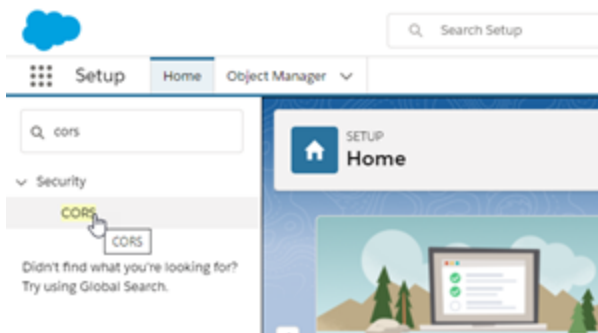 Search Setup
Setup
Home
Object Manager
cors
Security
CORS
CORS
Didn't find what you're looking for?
Try using Global Search.
SETUP
Home